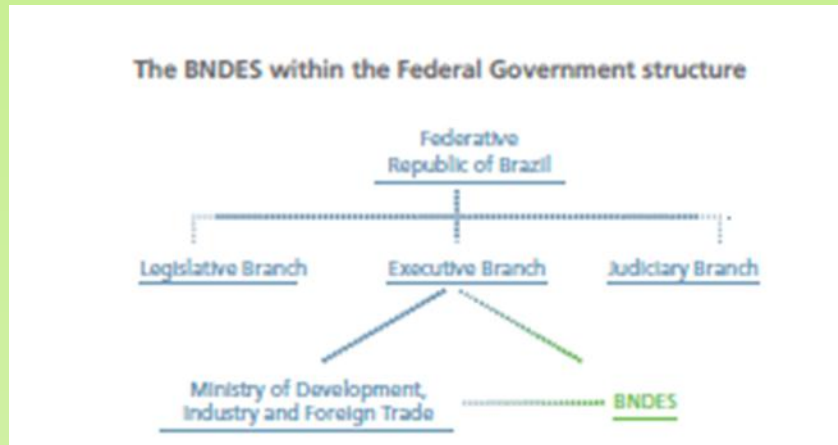 The BNDES within the Federal Government structure
Federative
Republic of Brazil
Legislative Branch
Executive Branch
Judiciary Branch
Ministry of Development,
Industry and Foreign Trade
BNDES